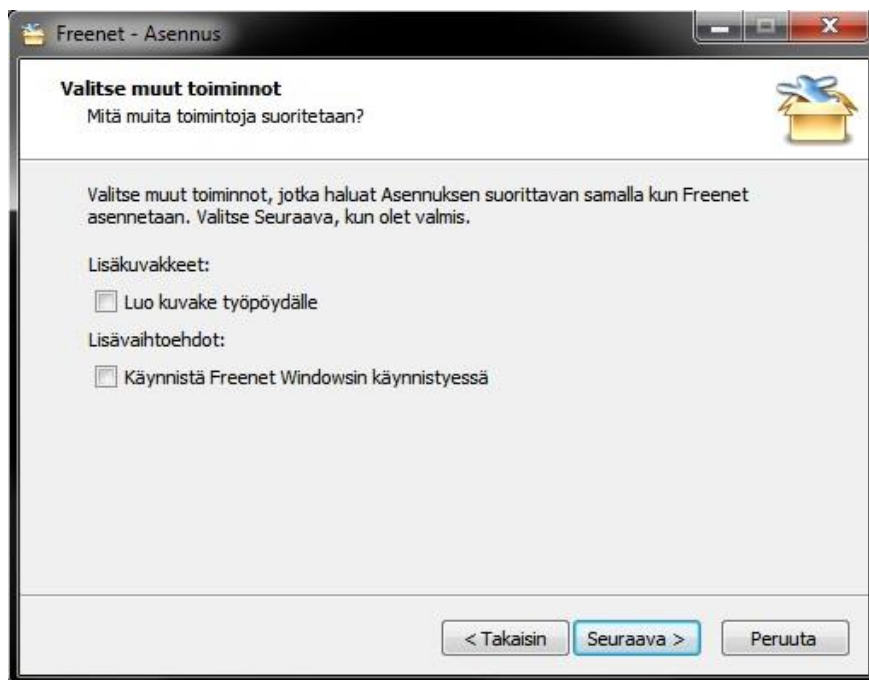 Freenet - Asennus
Valitse muut toiminnot
Mitä muita toimintoja suoritetaan?
Valitse muut toiminnot, jotka haluat Asennuksen suorittavan samalla kun Freenet
asennetaan. Valitse Seuraava, kun olet valmis.
Lisäkuvakkeet:
Luo kuvake työpöydälle
Lisävaihtoehdot:
Käynnistä Freenet Windowsin käynnistyessä
< Takaisin Seuraava > Peruuta